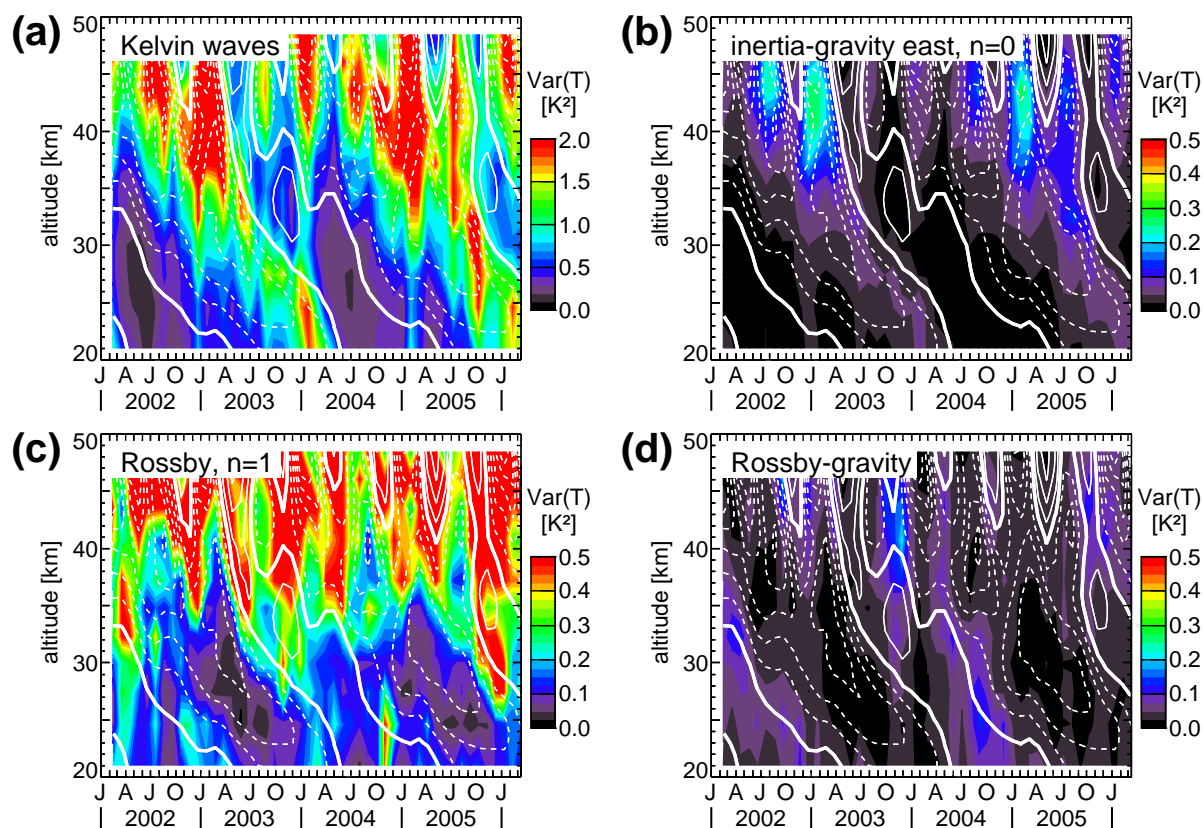 (a)
Kelvin waves
Var(T)
[K²]
50
40
30
20
altitude [km]
2.0
1.5
1.0
0.5
0.0
J A J O J A J O J A J O J A J O J
| 2002 | 2003 | 2004 | 2005 |
(b)
inertia-gravity east, n=0
Var(T)
[K²]
50
40
30
20
altitude [km]
0.5
0.4
0.3
0.2
0.1
0.0
J A J O J A J O J A J O J A J O J
| 2002 | 2003 | 2004 | 2005 |
(c)
Rossby, n=1
Var(T)
[K²]
50
40
30
20
altitude [km]
0.5
0.4
0.3
0.2
0.1
0.0
J A J O J A J O J A J O J A J O J
| 2002 | 2003 | 2004 | 2005 |
(d)
Rossby-gravity
Var(T)
[K²]
50
40
30
20
altitude [km]
0.5
0.4
0.3
0.2
0.1
0.0
J A J O J A J O J A J O J A J O J
| 2002 | 2003 | 2004 | 2005 |